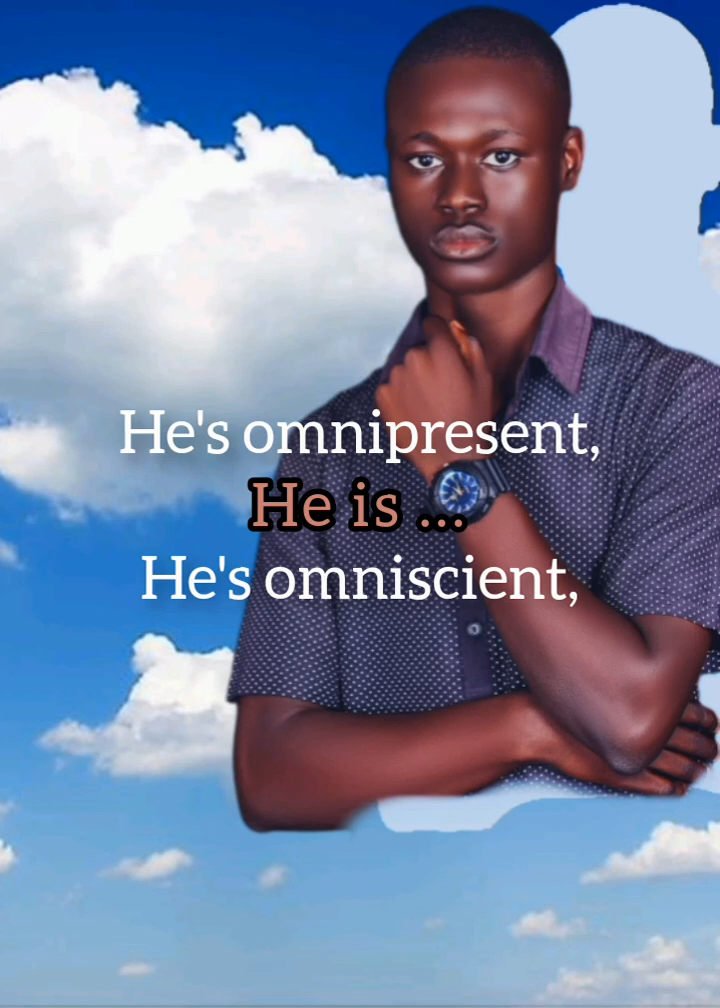 He's omnipresent,
He is ...
He's omniscient,